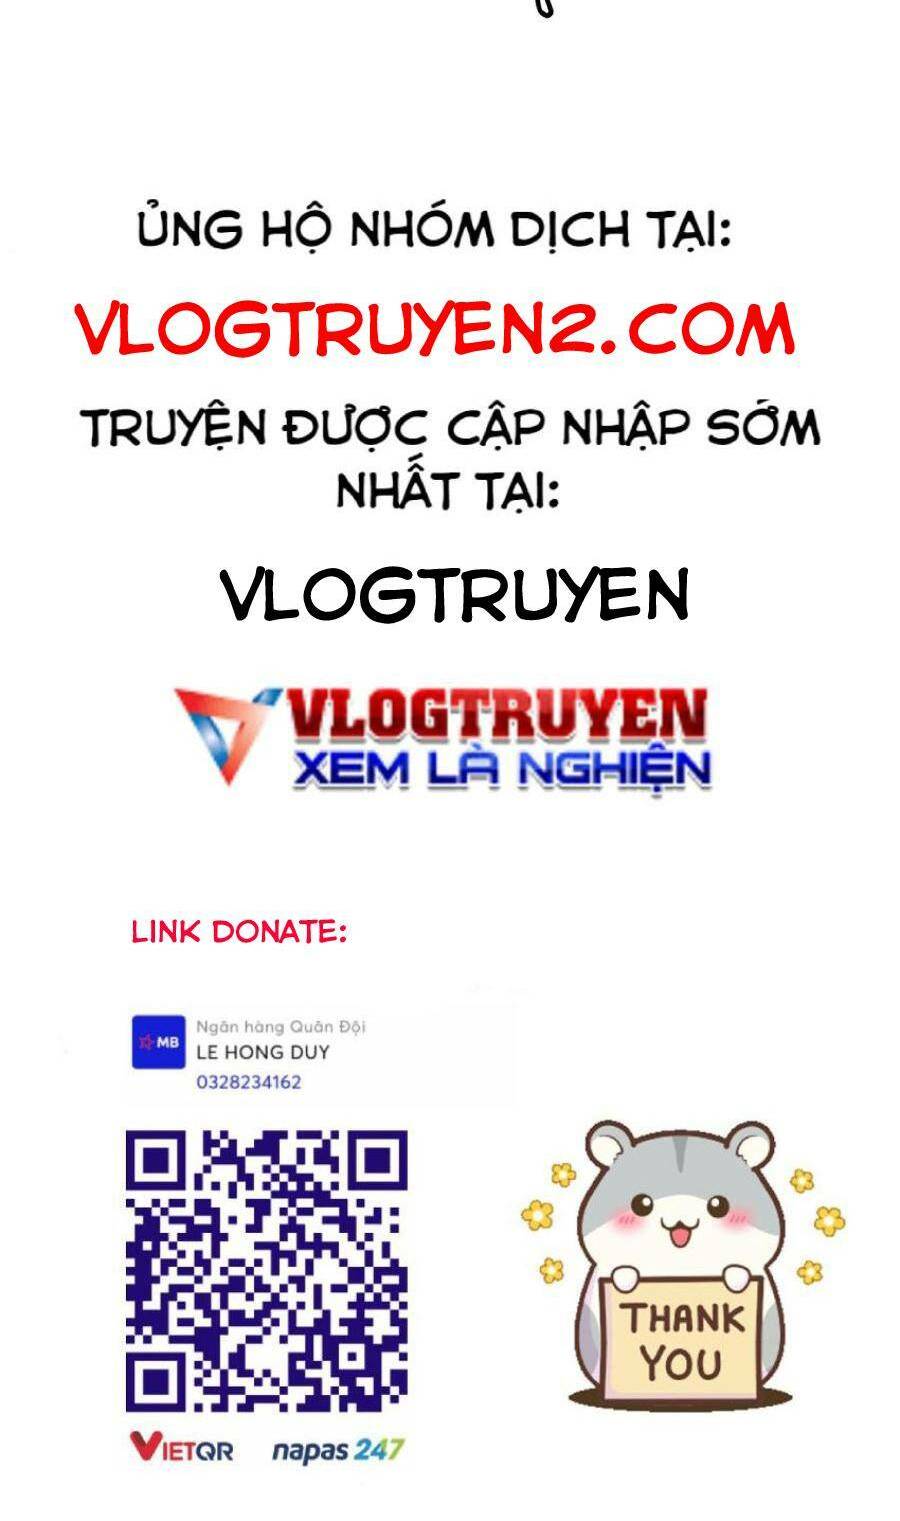 ỦNG HỘ NHÓM DỊCH TẠI:
VLOGTRUYEN2.COM
TRUYỆN ĐƯỢC CẬP NHẬP SỚM
NHẤT TẠI:
VLOGTRUYEN
VLOGTRUYEN
XEM LÀ NGHIỆN
LINK DONATE:
MB
Ngân hàng Quân Đội
LE HONG DUY
0328234162
THANK
YOU
VIETQR
napas 247